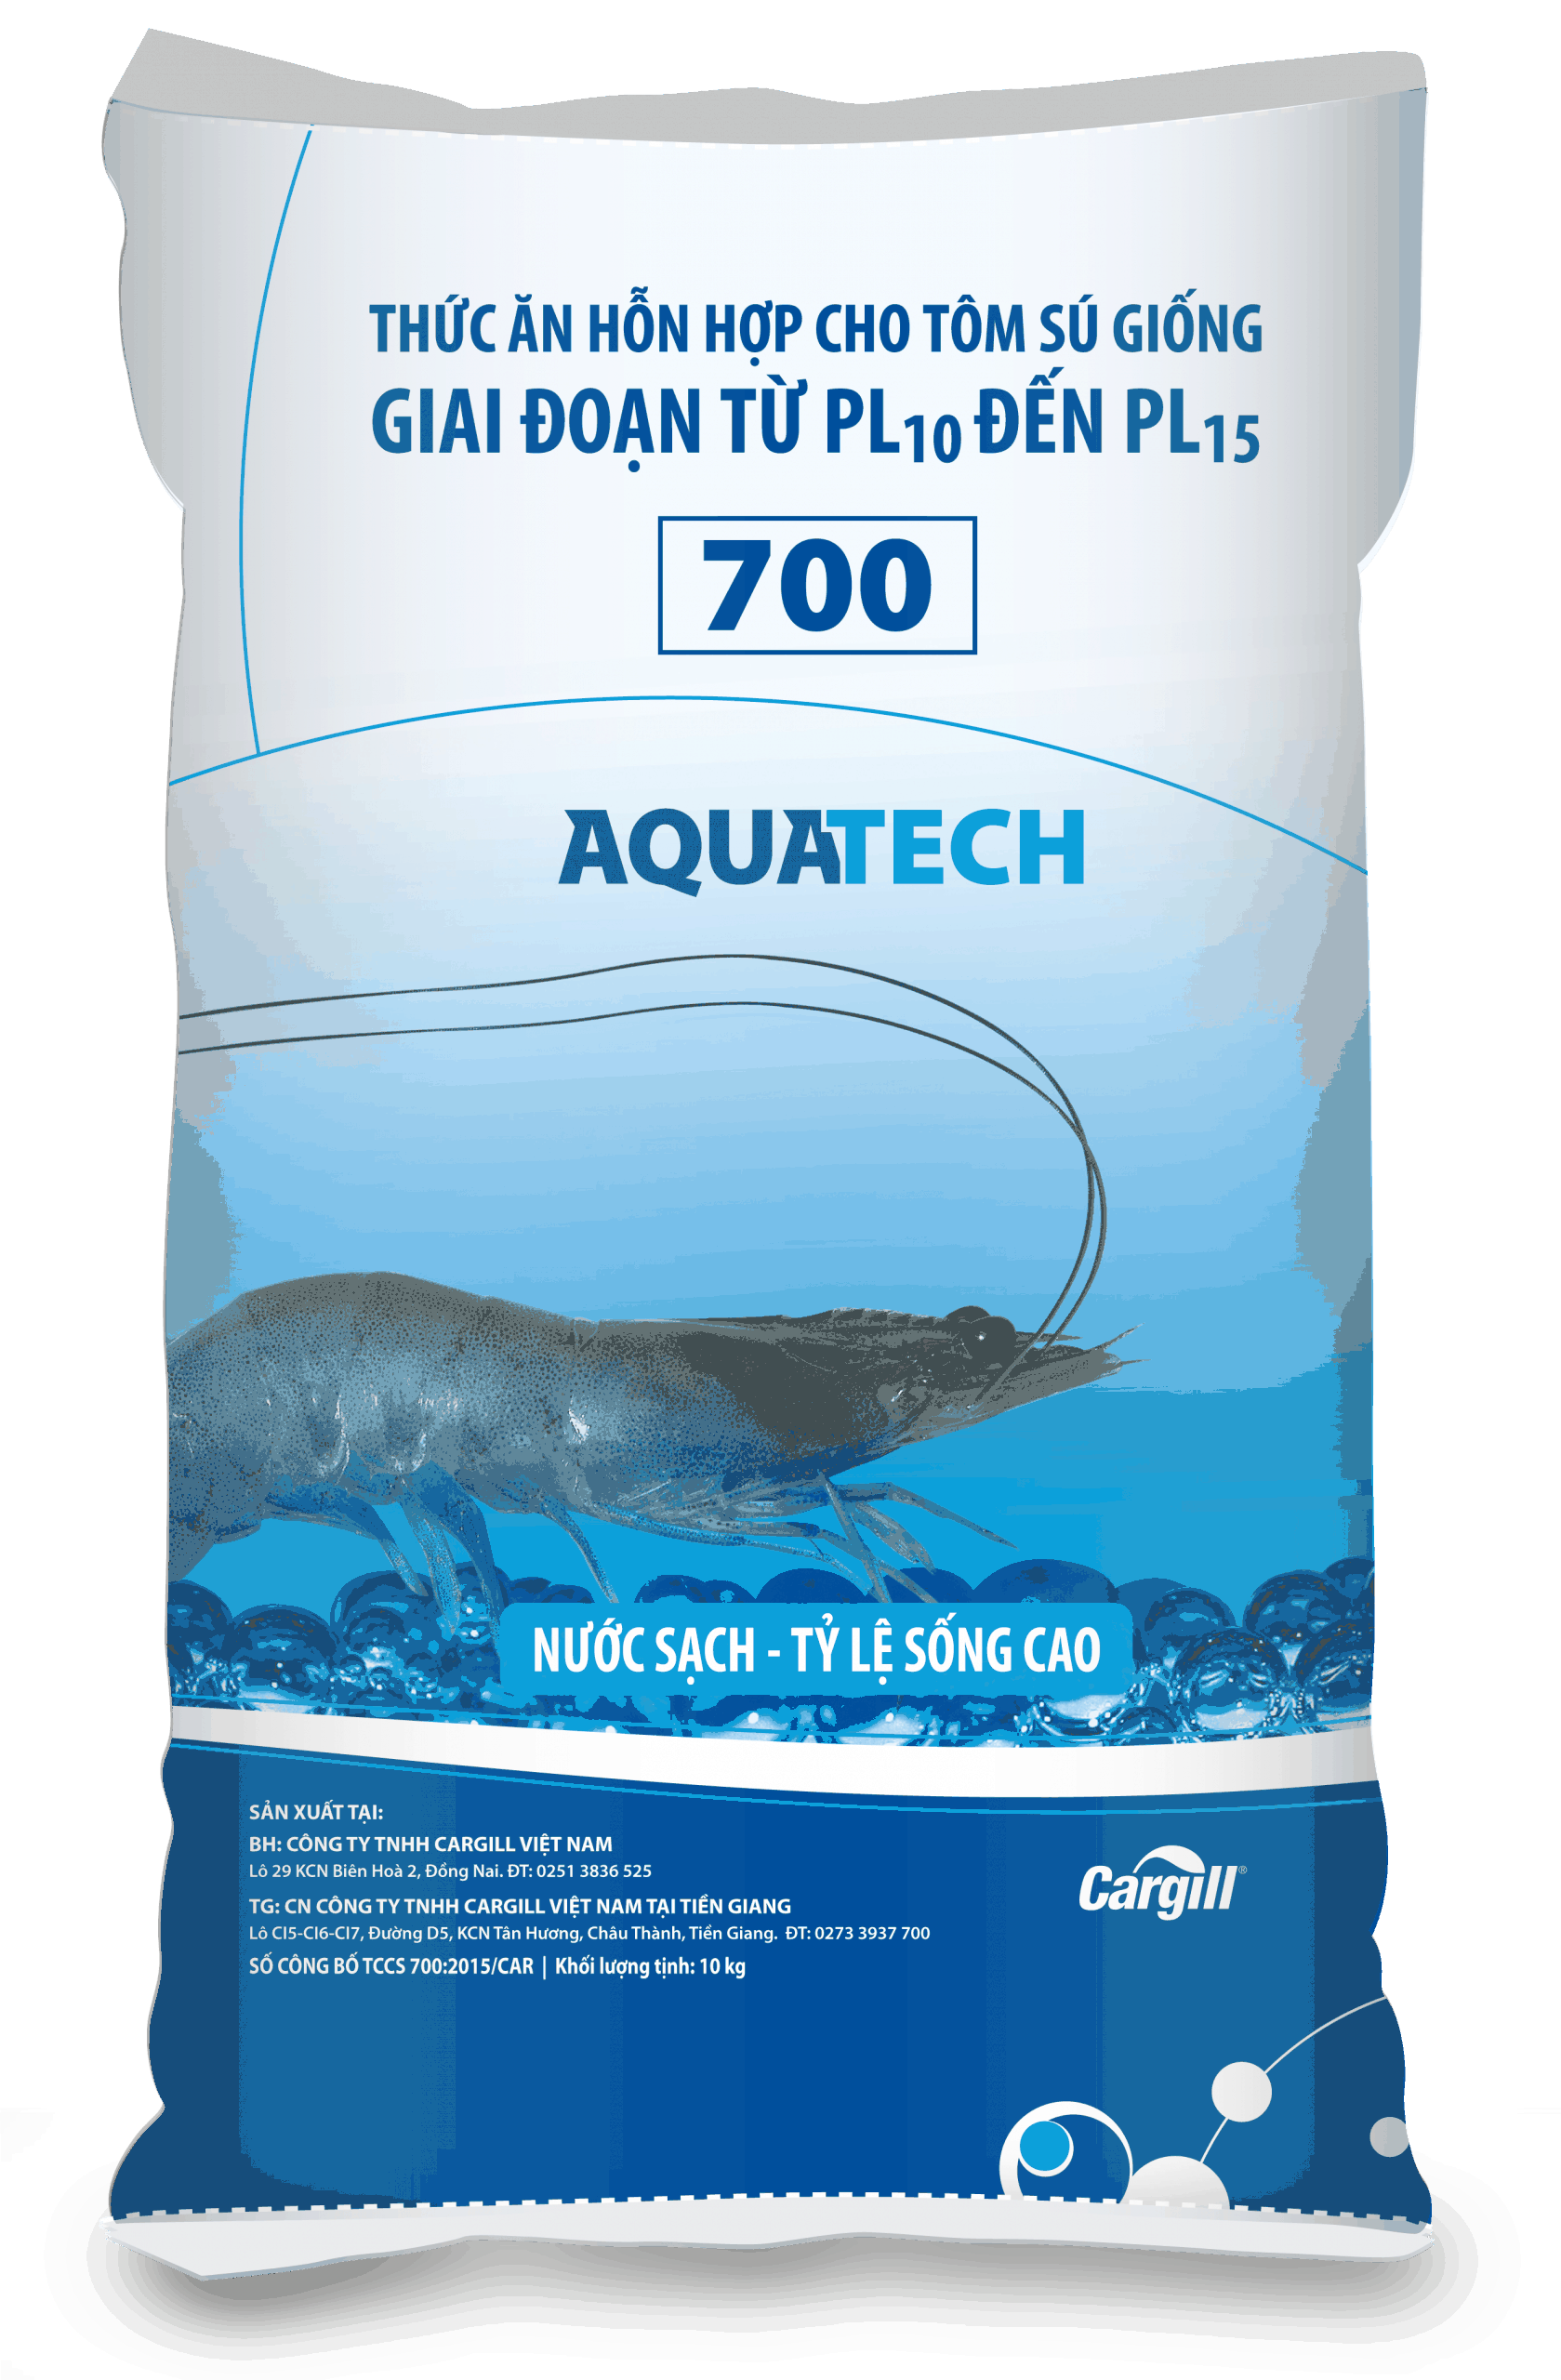 THỨC ĂN HỖN HỢP CHO TÔM SÚ GIỐNG
GIAI ĐOẠN TỪ PL10 ĐẾN PL15
700
AQUATECH
NƯỚC SẠCH - TỶ LỆ SỐNG CAO
SẢN XUẤT TẠI:
BH: CÔNG TY TNHH CARGILL VIỆT NAM
Lô 29 KCN Biên Hoà 2, Đồng Nai. ĐT: 0251 3836 525
TG: CN CÔNG TY TNHH CARGILL VIỆT NAM TẠI TIỀN GIANG
Lô CI5-CI6-CI7, Đường D5, KCN Tân Hương, Châu Thành, Tiền Giang. ĐT: 0273 3937 700
SỐ CÔNG BỐ TCCS 700:2015/CAR | Khối lượng tịnh: 10 kg
Cargill®